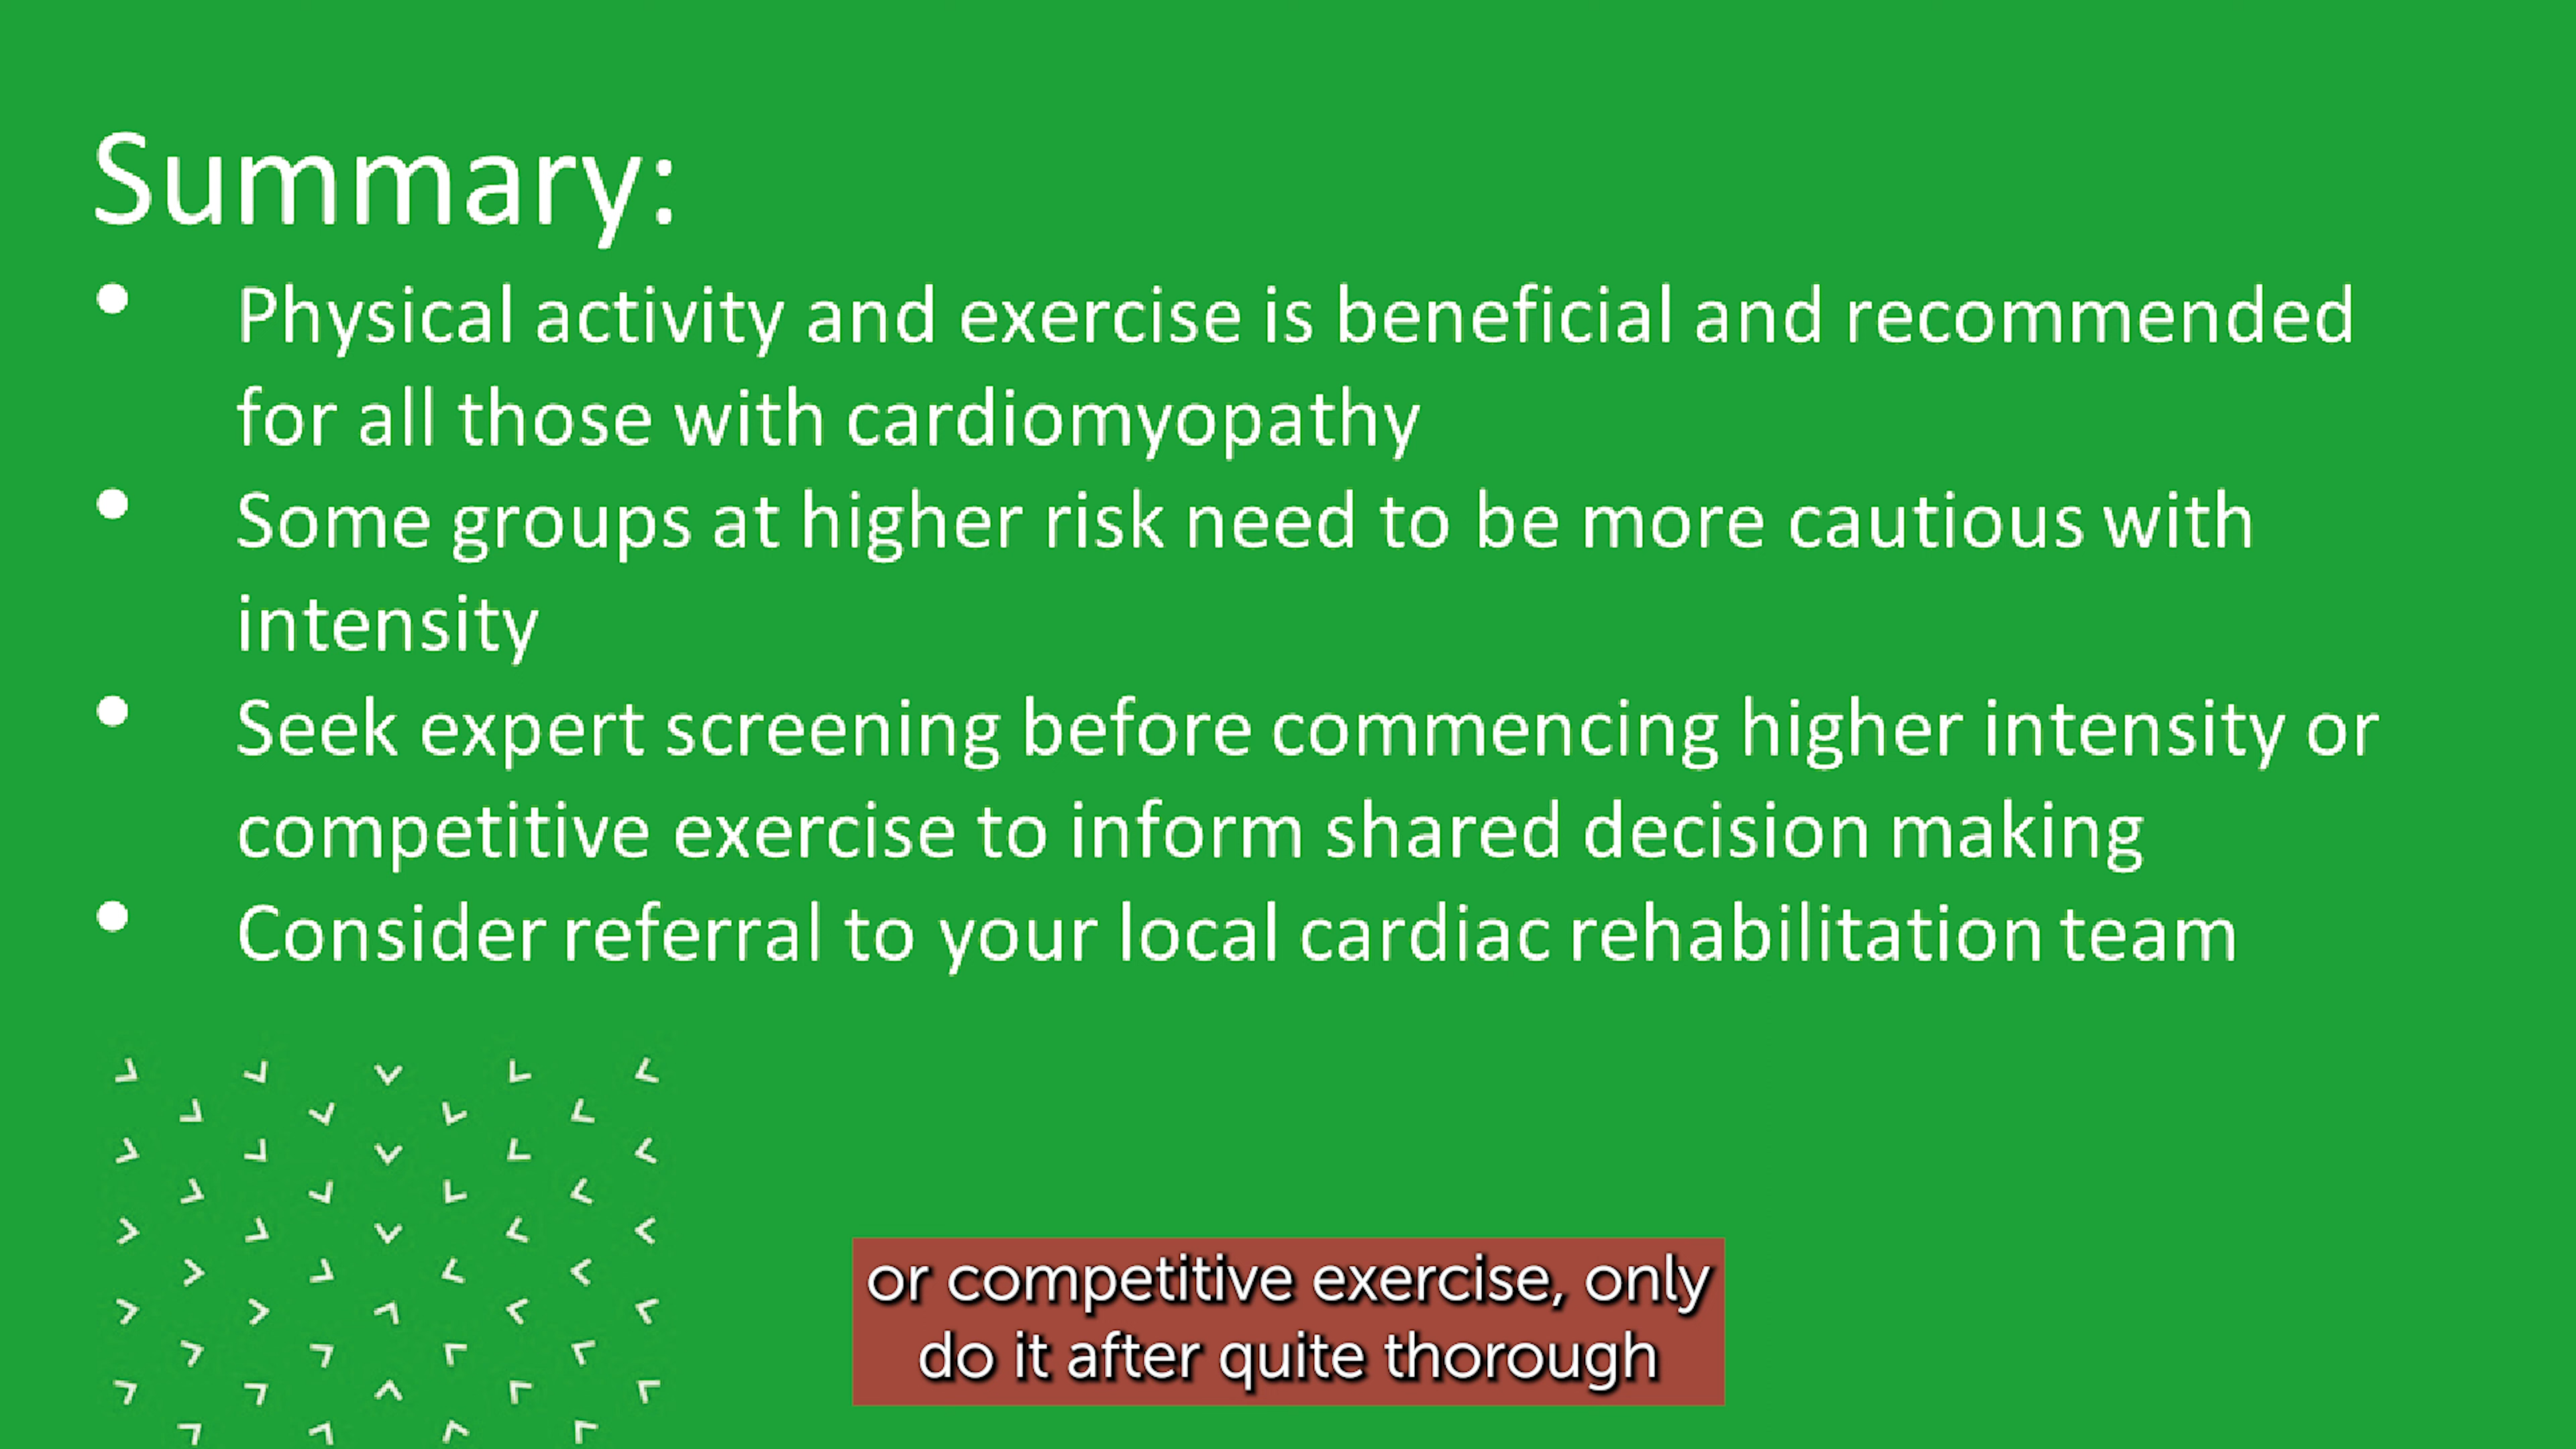 Summary:
• Physical activity and exercise is beneficial and recommended
for all those with cardiomyopathy
• Some groups at higher risk need to be more cautious with
intensity
• Seek expert screening before commencing higher intensity or
competitive exercise to inform shared decision making
• Consider referral to your local cardiac rehabilitation team
or competitive exercise, only
do it after quite thorough